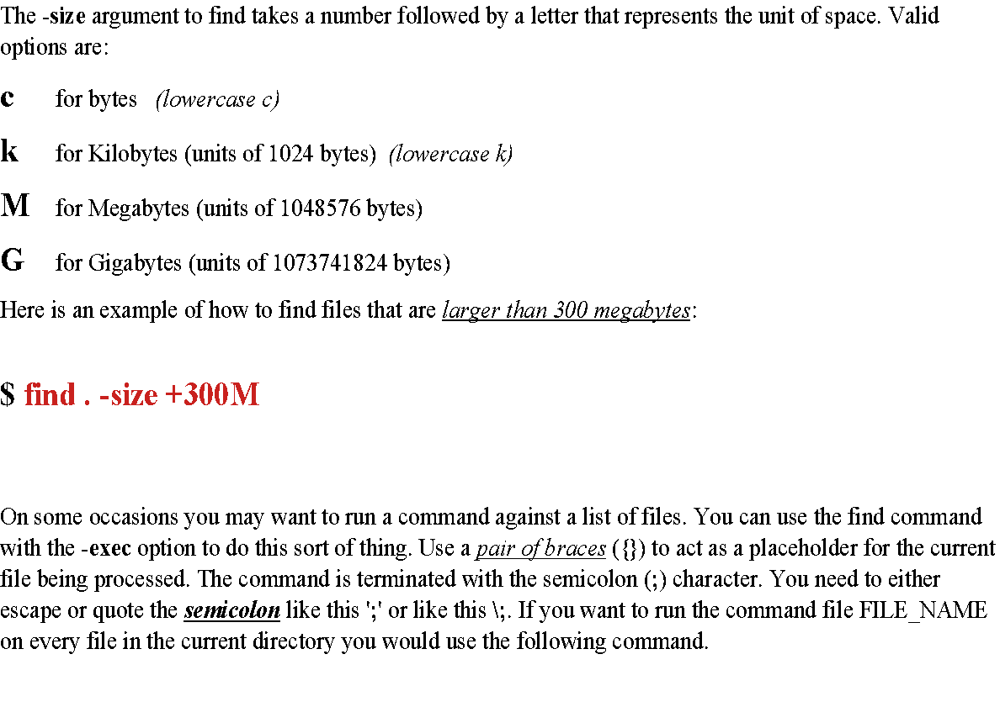 The -size argument to find takes a number followed by a letter that represents the unit of space. Valid
options are:
c for bytes (lowercase c)
k for Kilobytes (units of 1024 bytes) (lowercase k)
M for Megabytes (units of 1048576 bytes)
G for Gigabytes (units of 1073741824 bytes)
Here is an example of how to find files that are larger than 300 megabytes:
$ find . -size +300M
On some occasions you may want to run a command against a list of files. You can use the find command
with the -exec option to do this sort of thing. Use a pair of braces ({}) to act as a placeholder for the current
file being processed. The command is terminated with the semicolon (;) character. You need to either
escape or quote the semicolon like this ';' or like this \;. If you want to run the command file FILE_NAME
on every file in the current directory you would use the following command.